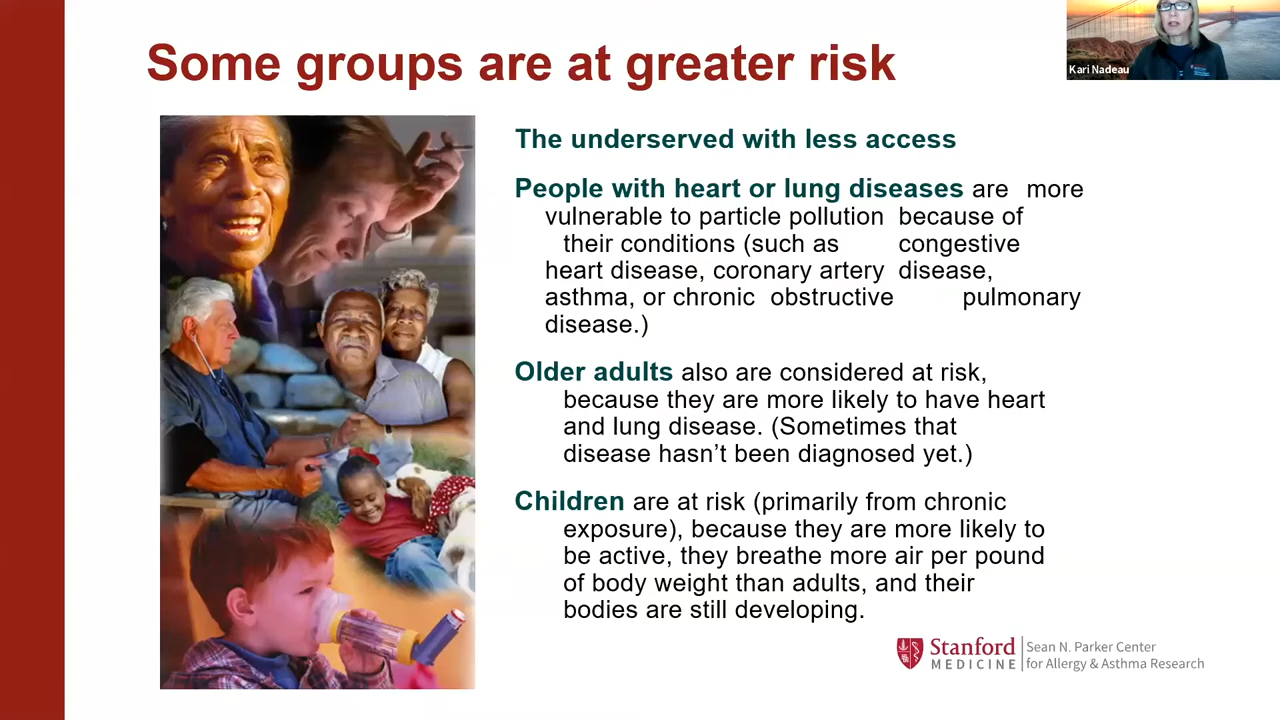 Some groups are at greater risk
Kari Nadeau
The underserved with less access
People with heart or lung diseases are more
vulnerable to particle pollution because of
their conditions (such as congestive
heart disease, coronary artery disease,
asthma, or chronic obstructive pulmonary
disease.)
Older adults also are considered at risk,
because they are more likely to have heart
and lung disease. (Sometimes that
disease hasn’t been diagnosed yet.)
Children are at risk (primarily from chronic
exposure), because they are more likely to
be active, they breathe more air per pound
of body weight than adults, and their
bodies are still developing.
Stanford
MEDICINE
Sean N. Parker Center
for Allergy & Asthma Research